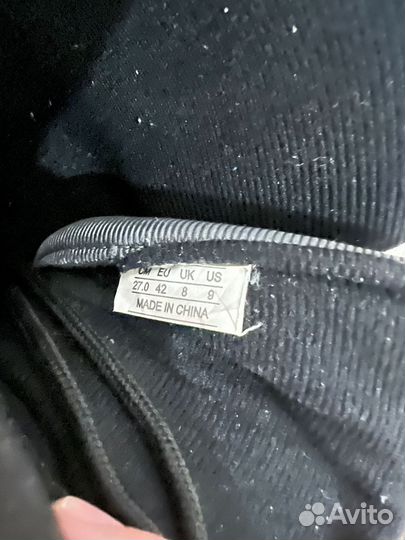 CM EU UK US
27.0 42 8 9
MADE IN CHINA
Avito